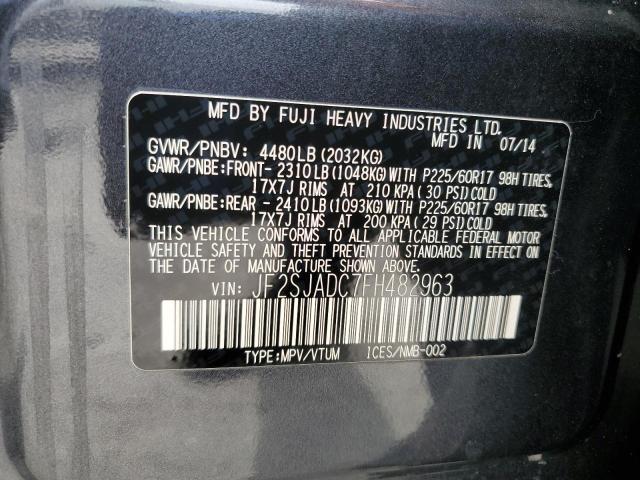 MFD BY FUJI HEAVY INDUSTRIES LTD.
MFD IN 07/14
GVWR/PNBV: 4480LB(2032KG)
GAWR/PNBE:FRONT- 2310LB(1048KG)WITH P225/60R17 98H TIRES,
17X7J RIMS AT 210 KPA(30 PSI)COLD
GAWR/PNBE:REAR - 2410LB(1093KG)WITH P225/60R17 98H TIRES,
17X7J RIMS AT 200 KPA(29 PSI)COLD
THIS VEHICLE CONFORMS TO ALL APPLICABLE FEDERAL MOTOR
VEHICLE SAFETY AND THEFT PREVENTION STANDARDS IN EFFECT ON
THE DATE OF MANUFACTURE SHOWN ABOVE.
VIN: JF2SJADC7FH482963
TYPE:MPV/VTUM ICES/NMB-002